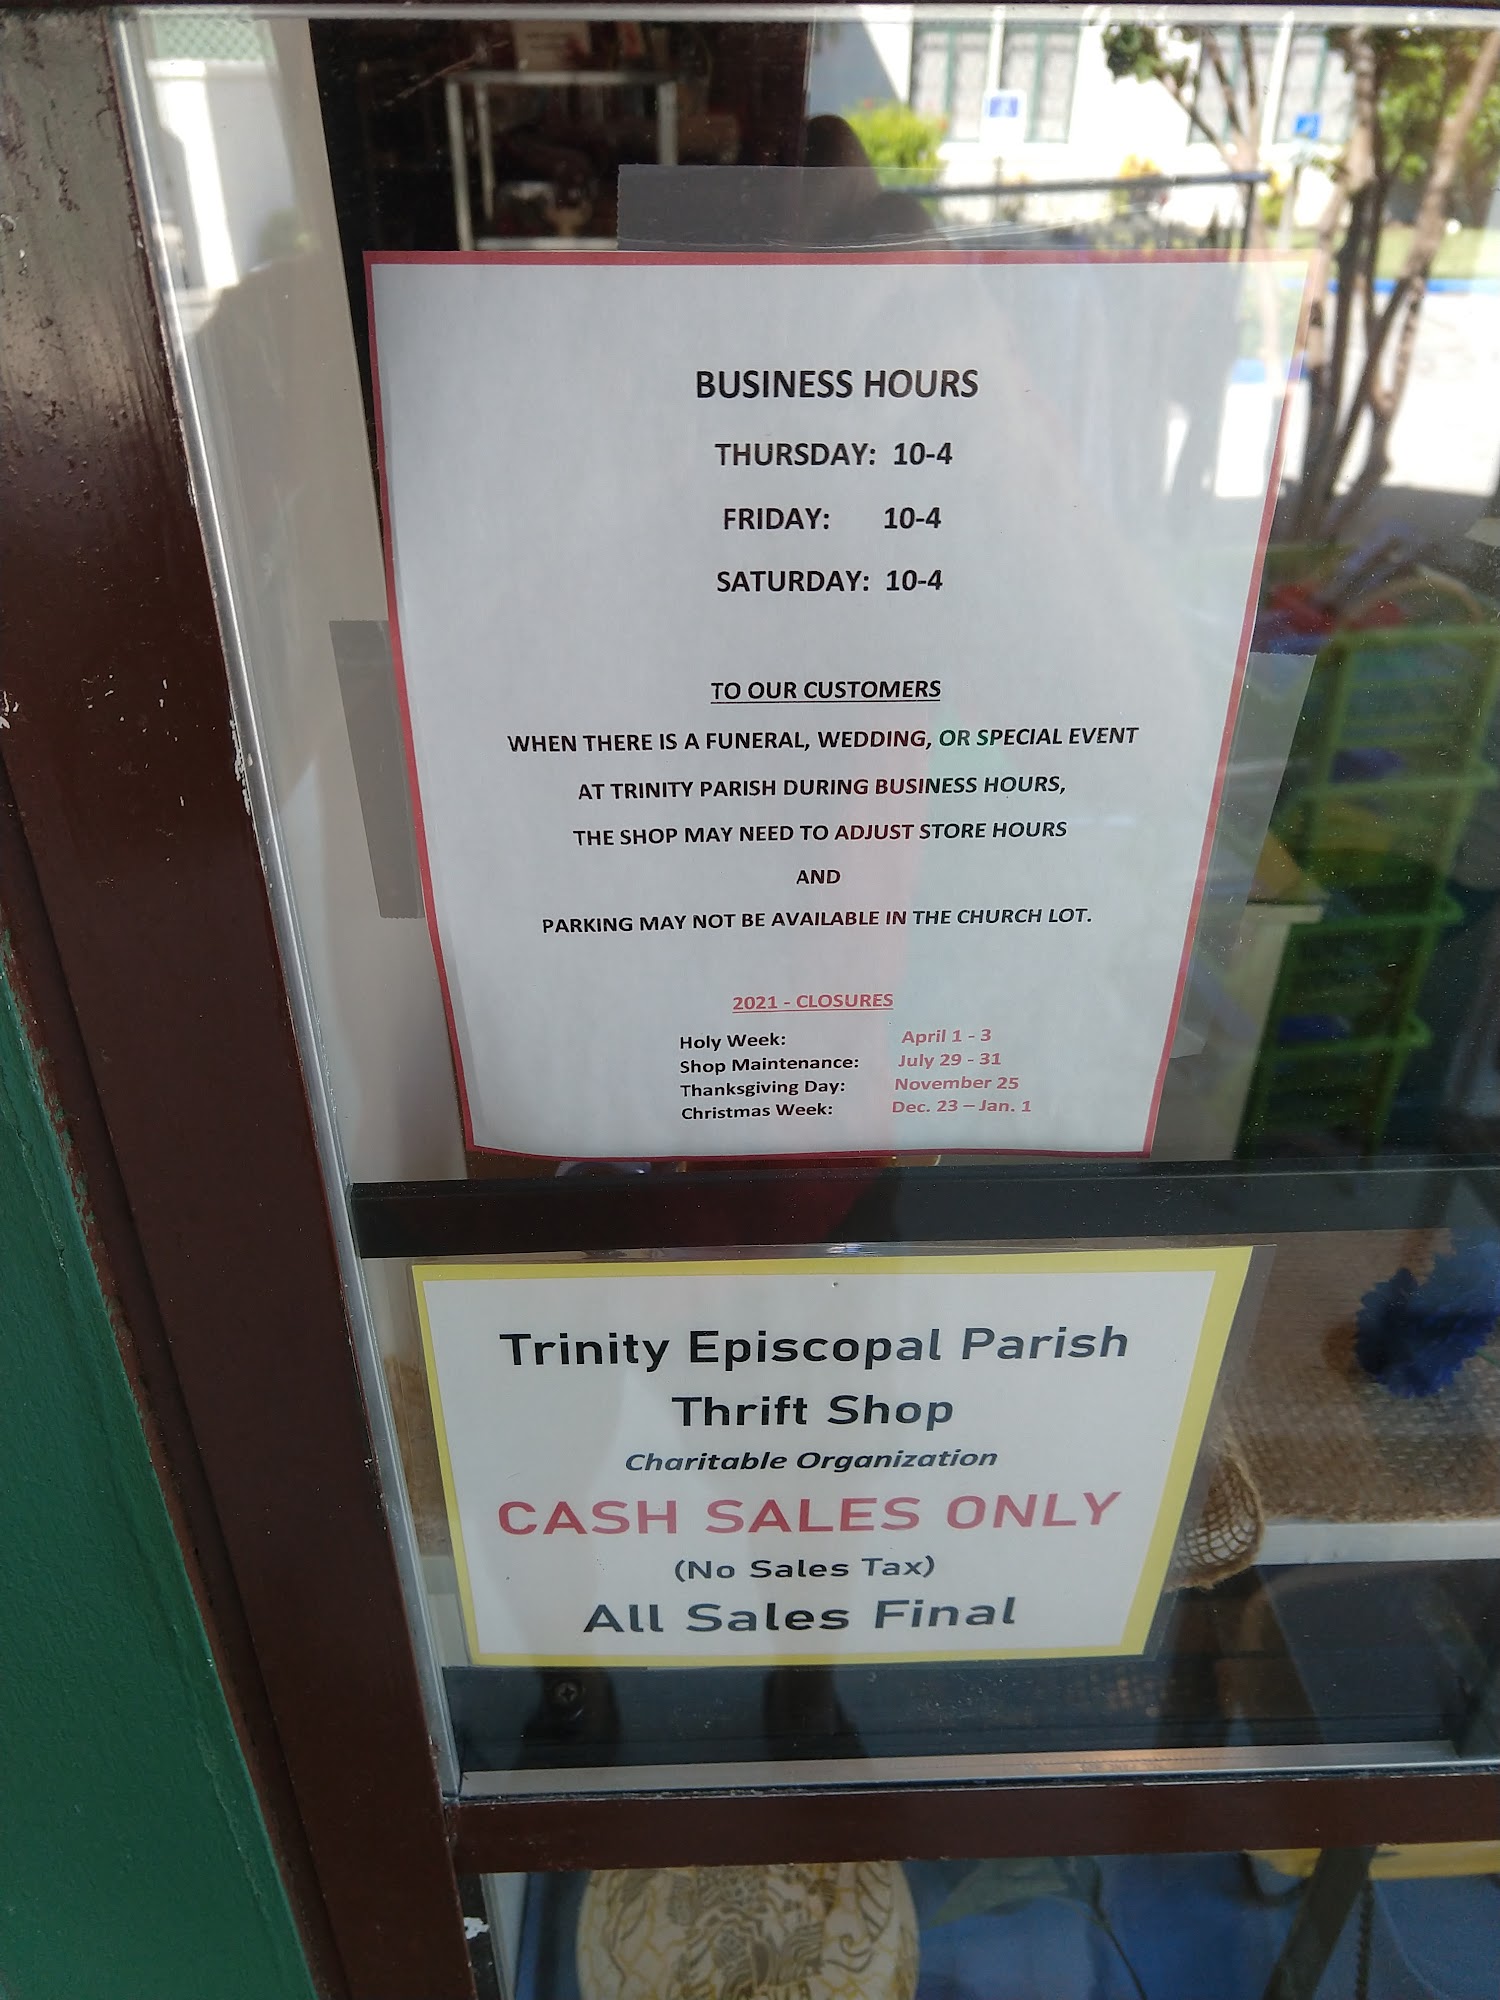 BUSINESS HOURS
THURSDAY: 10-4
FRIDAY: 10-4
SATURDAY: 10-4
TO OUR CUSTOMERS
WHEN THERE IS A FUNERAL, WEDDING, OR SPECIAL EVENT
AT TRINITY PARISH DURING BUSINESS HOURS,
THE SHOP MAY NEED TO ADJUST STORE HOURS
AND
PARKING MAY NOT BE AVAILABLE IN THE CHURCH LOT.
2021 - CLOSURES
Holy Week: April 1 - 3
Shop Maintenance: July 29 - 31
Thanksgiving Day: November 25
Christmas Week: Dec. 23 – Jan. 1
Trinity Episcopal Parish
Thrift Shop
Charitable Organization
CASH SALES ONLY
(No Sales Tax)
All Sales Final